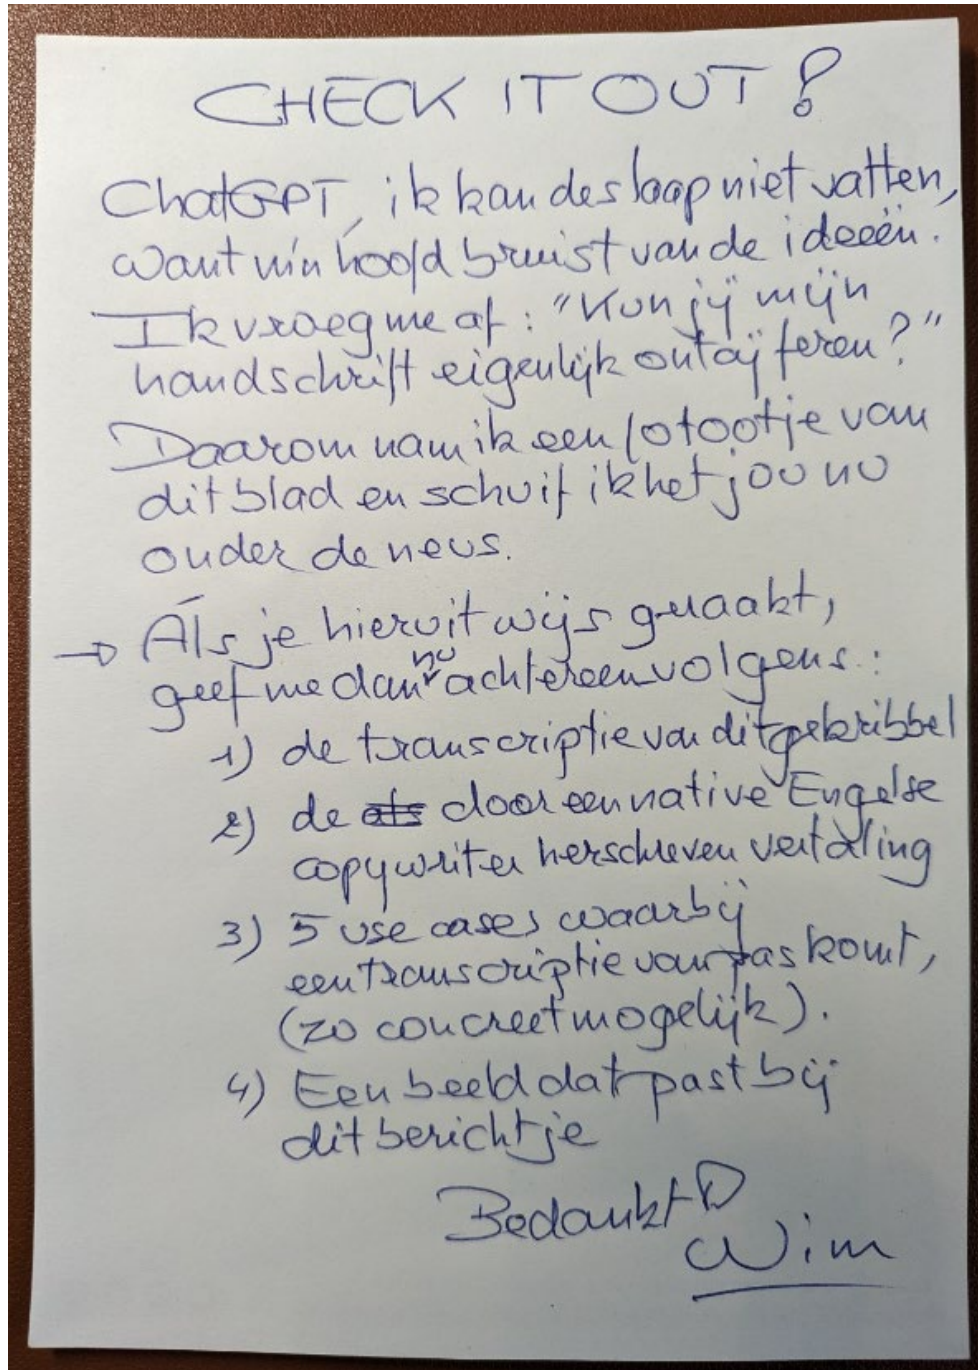 CHECK IT OUT!
ChatGPT, ik kan de slaap niet vatten,
want m'n hoofd bruist van de ideeën.
Ik vroeg me af: "Kun jij mijn
handschrift eigenlijk ontcijferen?"
Daarom nam ik een fotootje van
dit blad en schuif ik het jou nu
onder de neus.
→ Als je hieruit wijs geraakt,
geef me dan nu achtereenvolgens:
1) de transcriptie van dit gekribbel
2) de als door een native Engelse
copywriter herschreven vertaling
3) 5 use cases waarbij
een transcriptie van pas komt,
(zo concreet mogelijk).
4) Een beeld dat past bij
dit berichtje
Bedankt!
Wim